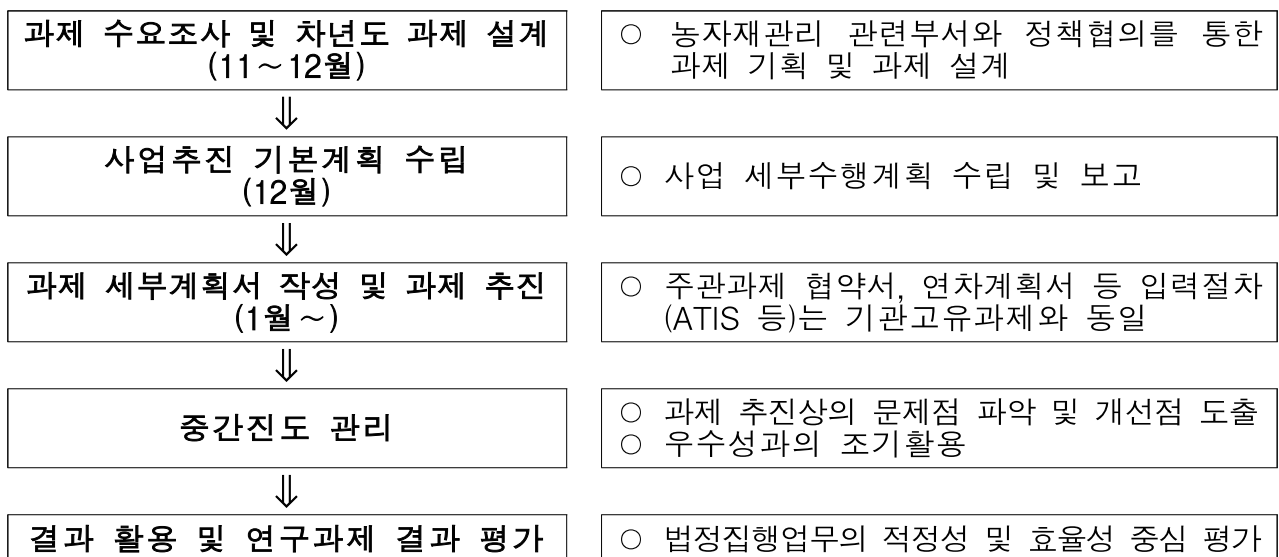 과제 수요조사 및 차년도 과제 설계
(11～12월)
○ 농자재관리 관련부서와 정책협의를 통한
과제 기획 및 과제 설계
⇓
사업추진 기본계획 수립
(12월)
○ 사업 세부수행계획 수립 및 보고
⇓
과제 세부계획서 작성 및 과제 추진
(1월～)
○ 주관과제 협약서, 연차계획서 등 입력절차
(ATIS 등)는 기관고유과제와 동일
⇓
중간진도 관리
○ 과제 추진상의 문제점 파악 및 개선점 도출
○ 우수성과의 조기활용
⇓
결과 활용 및 연구과제 결과 평가
○ 법정집행업무의 적정성 및 효율성 중심 평가